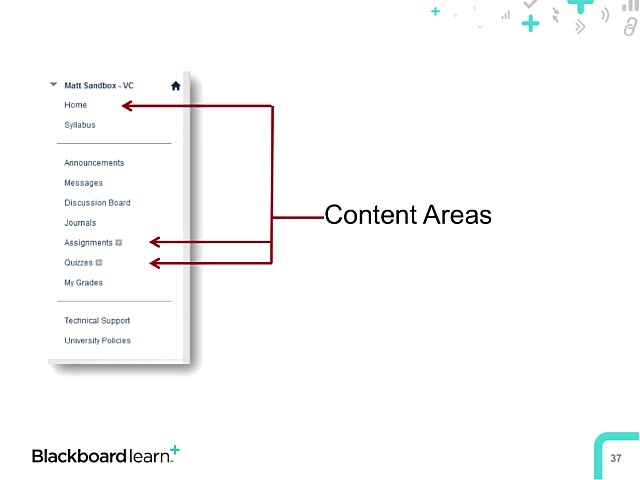 Matt Sandbox - VC
Home
Syllabus
Announcements
Messages
Discussion Board
Journals
Assignments
Quizzes
My Grades
Technical Support
University Policies
Content Areas
Blackboard learn+
37